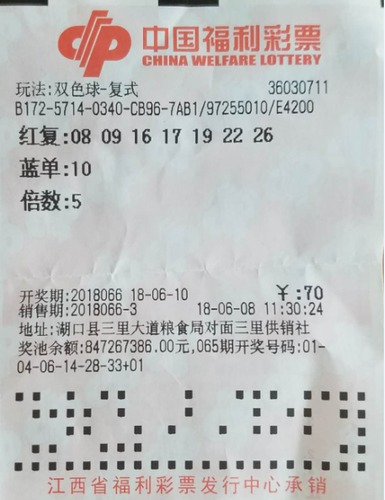 中国福利彩票
CHINA WELFARE LOTTERY
玩法:双色球-复式 36030711
B172-5714-0340-CB96-7AB1/97255010/E4200
红复:08 09 16 17 19 22 26
蓝单:10
倍数:5
开奖期:2018066 18-06-10 ¥:70
销售期:2018066-3 18-06-08 11:30:24
地址:湖口县三里大道粮食局对面三里供销社
奖池余额:847267386.00元,065期开奖号码:01-
04-06-14-28-33+01
江西省福利彩票发行中心承销